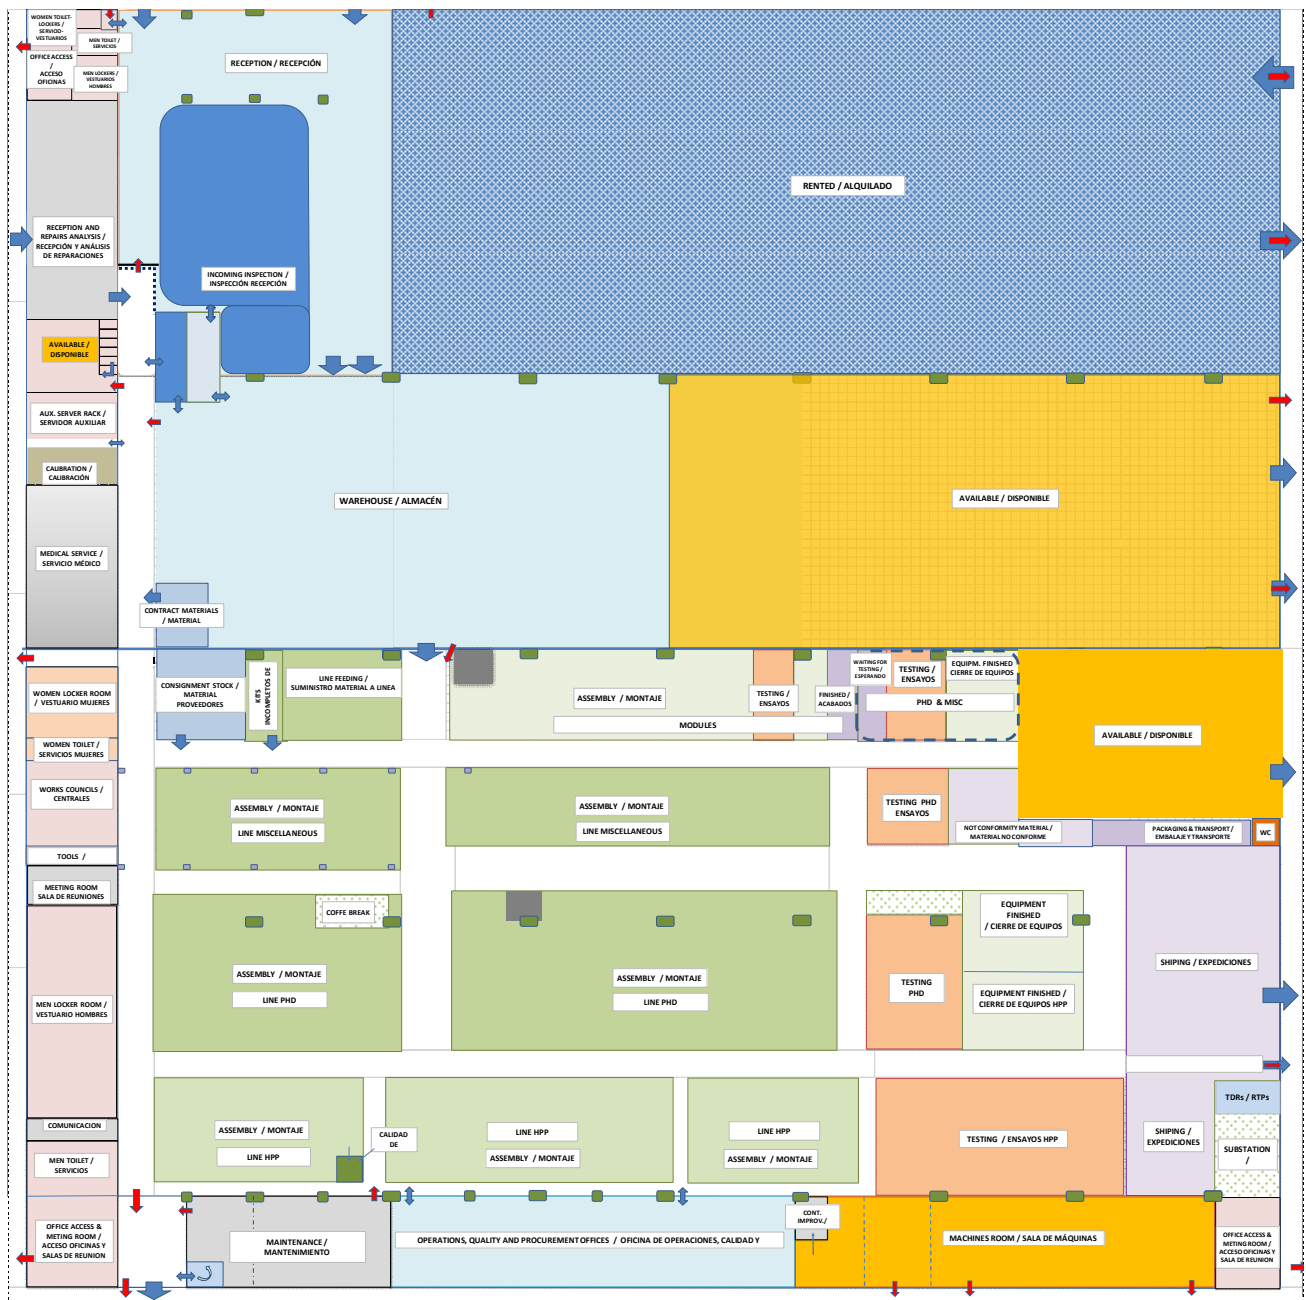 WOMEN TOILET-
LOCKERS /
SERVICIO-
VESTUARIOS
MEN TOILET /
SERVICIOS
OFFICE ACCESS
/
ACCESO
OFICINAS
MEN LOCKERS /
VESTUARIOS
HOMBRES
RECEPTION / RECEPCIÓN
RENTED / ALQUILADO
RECEPTION AND
REPAIRS ANALYSIS /
RECEPCIÓN Y ANÁLISIS
DE REPARACIONES
INCOMING INSPECTION /
INSPECCIÓN RECEPCIÓN
AVAILABLE /
DISPONIBLE
AUX. SERVER RACK /
SERVIDOR AUXILIAR
CALIBRATION /
CALIBRACIÓN
WAREHOUSE / ALMACÉN
AVAILABLE / DISPONIBLE
MEDICAL SERVICE /
SERVICIO MÉDICO
CONTRACT MATERIALS
/ MATERIAL
WOMEN LOCKER ROOM
/ VESTUARIO MUJERES
CONSIGNMENT STOCK /
MATERIAL
PROVEEDORES
KITS
INCOMPLETOS DE
LINE FEEDING /
SUMINISTRO MATERIAL A LINEA
ASSEMBLY / MONTAJE
MODULES
TESTING /
ENSAYOS
FINISHED /
ACABADOS
WAITING FOR
TESTING /
ESPERANDO
TESTING /
ENSAYOS
EQUIPM. FINISHED
CIERRE DE EQUIPOS
PHD & MISC
AVAILABLE / DISPONIBLE
WOMEN TOILET /
SERVICIOS MUJERES
WORKS COUNCILS /
CENTRALES
ASSEMBLY / MONTAJE
LINE MISCELLANEOUS
ASSEMBLY / MONTAJE
LINE MISCELLANEOUS
TESTING PHD
ENSAYOS
NOT CONFORMITY MATERIAL /
MATERIAL NO CONFORME
PACKAGING & TRANSPORT /
EMBALAJE Y TRANSPORTE
WC
TOOLS /
MEETING ROOM
SALA DE REUNIONES
COFFE BREAK
EQUIPMENT
FINISHED
/ CIERRE DE EQUIPOS
MEN LOCKER ROOM /
VESTUARIO HOMBRES
ASSEMBLY / MONTAJE
LINE PHD
ASSEMBLY / MONTAJE
LINE PHD
TESTING
PHD
EQUIPMENT FINISHED /
CIERRE DE EQUIPOS HPP
SHIPING / EXPEDICIONES
COMUNICACION
ASSEMBLY / MONTAJE
LINE HPP
CALIDAD
DE
LINE HPP
ASSEMBLY / MONTAJE
LINE HPP
ASSEMBLY / MONTAJE
TESTING / ENSAYOS HPP
SHIPING /
EXPEDICIONES
TDRs / RTPs
SUBSTATION
/
MEN TOILET /
SERVICIOS
OFFICE ACCESS &
METING ROOM /
ACCESO OFICINAS Y
SALAS DE REUNION
MAINTENANCE /
MANTENIMIENTO
OPERATIONS, QUALITY AND PROCUREMENT OFFICES / OFICINA DE OPERACIONES, CALIDAD Y
CONT.
IMPROV./
MACHINES ROOM / SALA DE MÁQUINAS
OFFICE ACCESS &
METING ROOM /
ACCESO OFICINAS Y
SALA DE REUNION